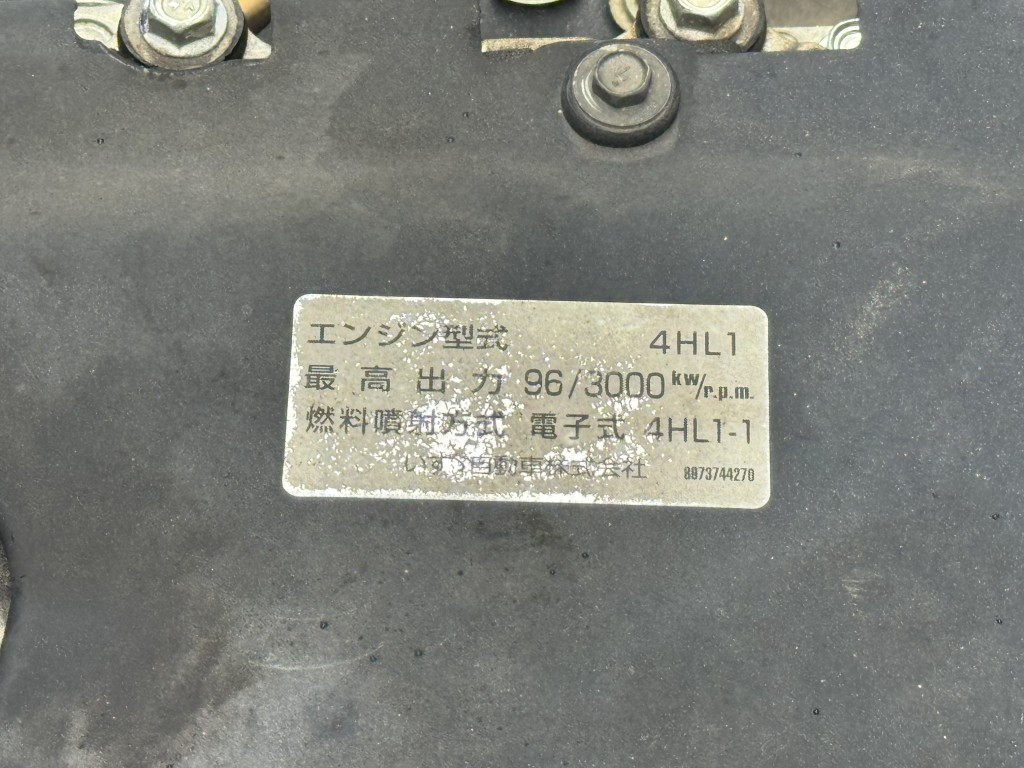 エンジン型式 4HL1
最高出力 96/3000 kw/r.p.m.
燃料噴射方式 電子式 4HL1-1
いすゞ自動車株式会社 8973744270